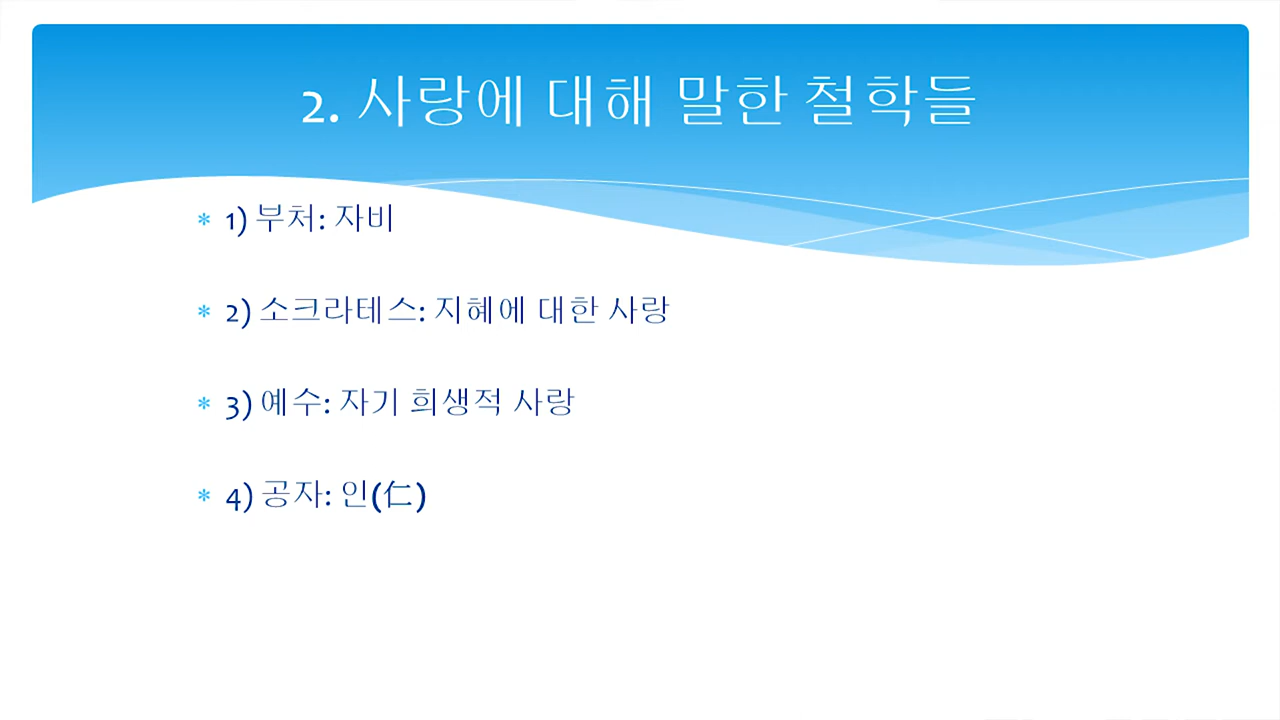 2. 사랑에 대해 말한 철학들
* 1) 부처: 자비
* 2) 소크라테스: 지혜에 대한 사랑
* 3) 예수: 자기 희생적 사랑
* 4) 공자: 인(仁)